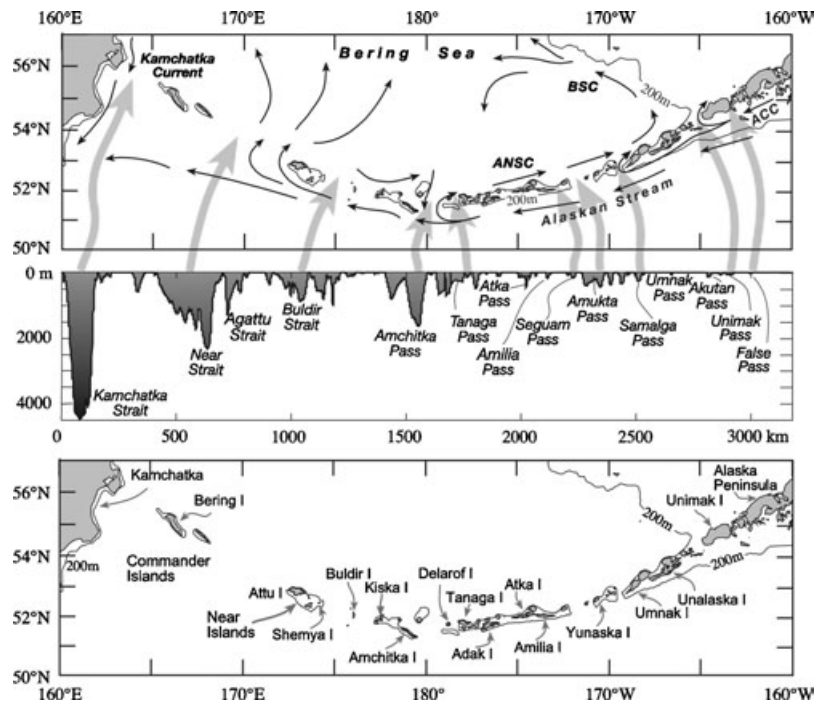 160°E 170°E 180° -170°W 160°W
56°N
54°N
52°N
50°N
Kamchatka
Current
Bering Sea
BSC
200m
ACC
ANSC
200m
Alaskan Stream
0 m
2000
4000
Kamchatka
Strait
Near
Strait
Agattu
Strait
Buldir
Strait
Amchitka
Pass
Atka
Pass
Tanaga
Pass
Amilia
Pass
Seguam
Pass
Amukta
Pass
Samalga
Pass
Umnak
Pass
Akutan
Pass
Unimak
Pass
False
Pass
0 500 1000 1500 2000 2500 3000 km
56°N
54°N
52°N
50°N
Kamchatka
Bering I
Commander
Islands
200m
Attu I
Near
Islands
Shemya I
Buldir I
Kiska I
Amchitka I
Delarof I
Tanaga I
Adak I
Atka I
Amilia I
Yunaska I
Umnak I
Unalaska I
Unimak I
Alaska
Peninsula
200m
200m
160°E 170°E 180° -170°W 160°W